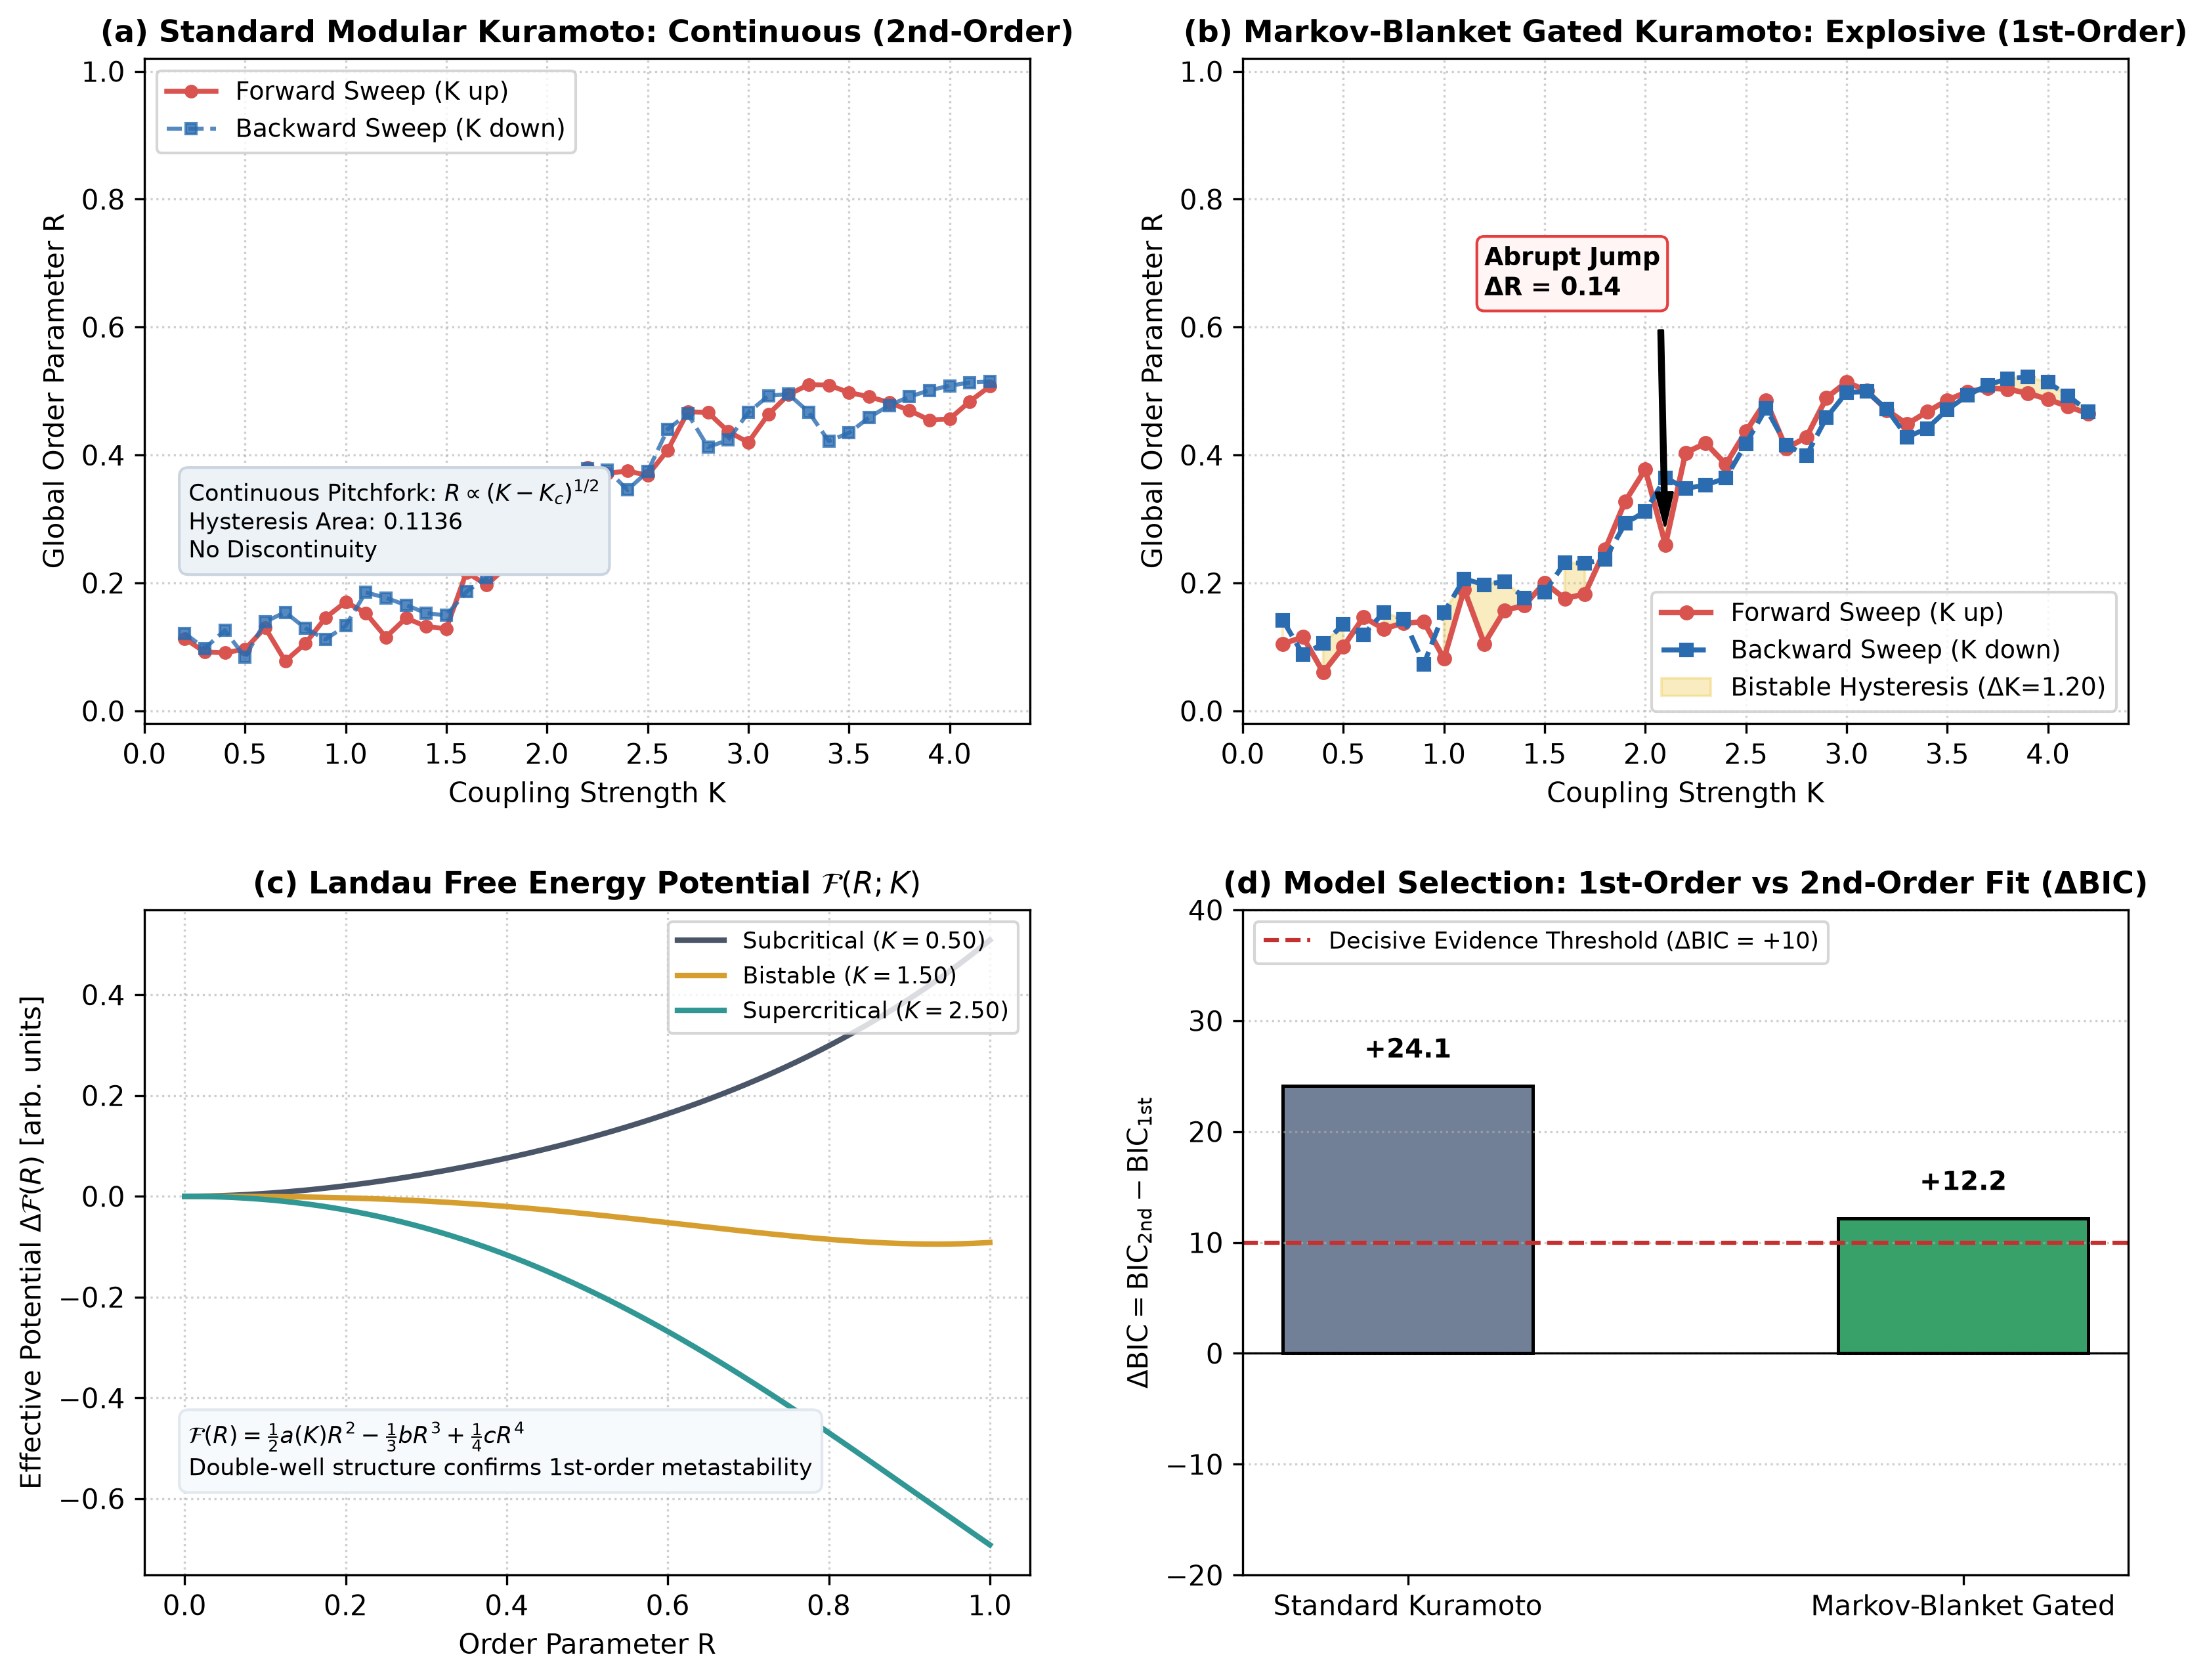 (a) Standard Modular Kuramoto: Continuous (2nd-Order)
Global Order Parameter R
1.0
0.8
0.6
0.4
0.2
0.0
Forward Sweep (K up)
Backward Sweep (K down)
Continuous Pitchfork: R ∝ (K − K_c)^{1/2}
Hysteresis Area: 0.1136
No Discontinuity
0.0 0.5 1.0 1.5 2.0 2.5 3.0 3.5 4.0
Coupling Strength K
(b) Markov-Blanket Gated Kuramoto: Explosive (1st-Order)
Global Order Parameter R
1.0
0.8
0.6
0.4
0.2
0.0
Abrupt Jump
ΔR = 0.14
Forward Sweep (K up)
Backward Sweep (K down)
Bistable Hysteresis (ΔK=1.20)
0.0 0.5 1.0 1.5 2.0 2.5 3.0 3.5 4.0
Coupling Strength K
(c) Landau Free Energy Potential ℱ(R; K)
Effective Potential Δℱ(R) [arb. units]
0.4
0.2
0.0
−0.2
−0.4
−0.6
Subcritical (K = 0.50)
Bistable (K = 1.50)
Supercritical (K = 2.50)
ℱ(R) = ½a(K)R² − ⅓bR³ + ¼cR⁴
Double-well structure confirms 1st-order metastability
0.0 0.2 0.4 0.6 0.8 1.0
Order Parameter R
(d) Model Selection: 1st-Order vs 2nd-Order Fit (ΔBIC)
ΔBIC = BIC_{2nd} − BIC_{1st}
40
30
20
10
0
−10
−20
Decisive Evidence Threshold (ΔBIC = +10)
+24.1
+12.2
Standard Kuramoto
Markov-Blanket Gated